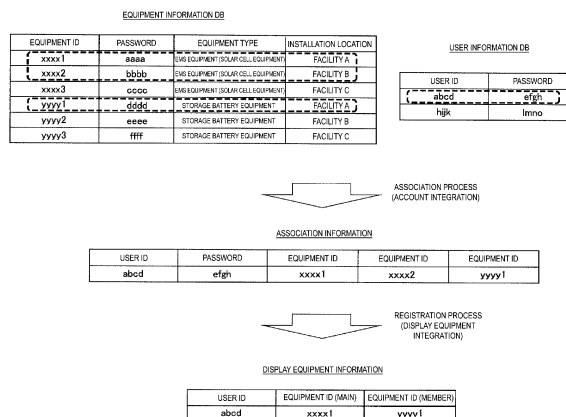 EQUIPMENT INFORMATION DB
EQUIPMENT ID PASSWORD EQUIPMENT TYPE INSTALLATION LOCATION
xxxx1 aaaa EMS EQUIPMENT (SOLAR CELL EQUIPMENT) FACILITY A
xxxx2 bbbb EMS EQUIPMENT (SOLAR CELL EQUIPMENT) FACILITY B
xxxx3 cccc EMS EQUIPMENT (SOLAR CELL EQUIPMENT) FACILITY C
yyyy1 dddd STORAGE BATTERY EQUIPMENT FACILITY A
yyyy2 eeee STORAGE BATTERY EQUIPMENT FACILITY B
yyyy3 ffff STORAGE BATTERY EQUIPMENT FACILITY C
USER INFORMATION DB
USER ID PASSWORD
abcd efgh
hijk lmno
ASSOCIATION PROCESS
(ACCOUNT INTEGRATION)
ASSOCIATION INFORMATION
USER ID PASSWORD EQUIPMENT ID EQUIPMENT ID EQUIPMENT ID
abcd efgh xxxx1 xxxx2 yyyy1
REGISTRATION PROCESS
(DISPLAY EQUIPMENT
INTEGRATION)
DISPLAY EQUIPMENT INFORMATION
USER ID EQUIPMENT ID (MAIN) EQUIPMENT ID (MEMBER)
abcd xxxx1 yyyy1